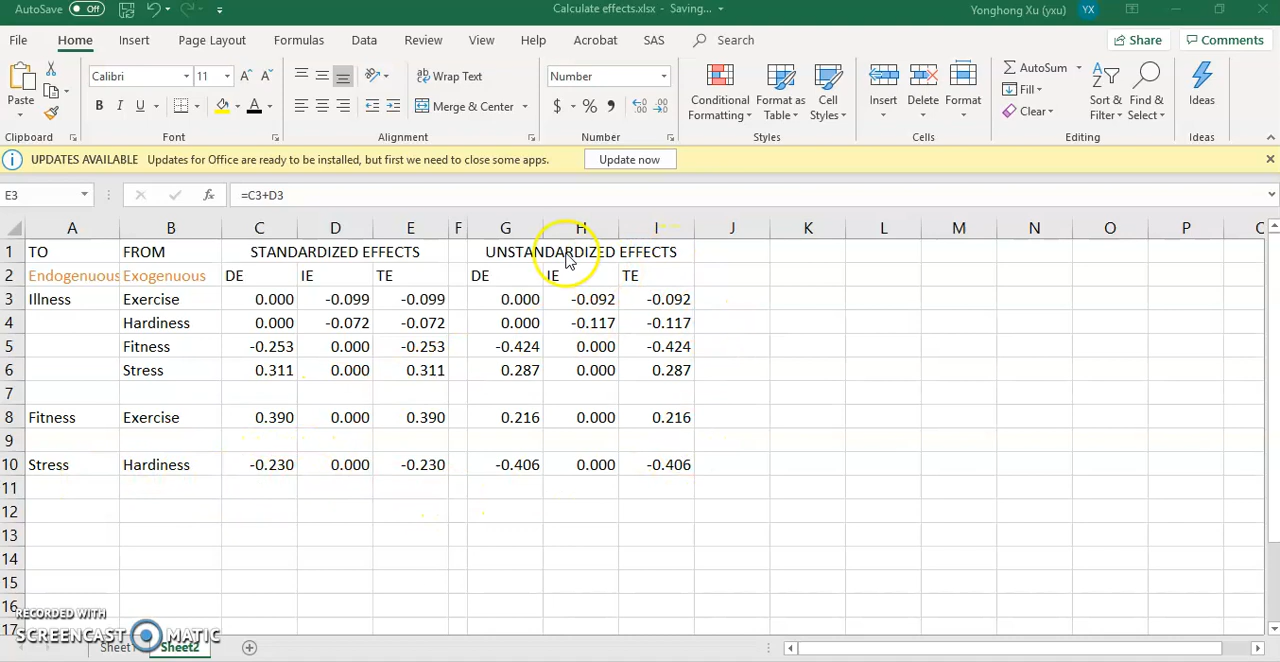 AutoSave Off Calculate effects.xlsx - Saving... Yonghong Xu (yxu) YX
File Home Insert Draw Page Layout Formulas Data Review View Help Acrobat SAS Search Share Comments
Paste Calibri 11 Wrap Text Number Conditional Format as Cell Insert Delete Format AutoSum Sort & Find & Ideas
B I U Merge & Center $ % Formatting Table Styles Fill Filter Select
Clear
Clipboard Font Alignment Number Styles Cells Editing Ideas
UPDATES AVAILABLE Updates for Office are ready to be installed, but first we need to close some apps. Update now
E3 fx =C3+D3
A B C D E F G H I J K L M N O P
1 TO FROM STANDARDIZED EFFECTS UNSTANDARDIZED EFFECTS
2 Endogenuous Exogenuous DE IE TE DE IE TE
3 Illness Exercise 0.000 -0.099 -0.099 0.000 -0.092 -0.092
4 Hardiness 0.000 -0.072 -0.072 0.000 -0.117 -0.117
5 Fitness -0.253 0.000 -0.253 -0.424 0.000 -0.424
6 Stress 0.311 0.000 0.311 0.287 0.000 0.287
7
8 Fitness Exercise 0.390 0.000 0.390 0.216 0.000 0.216
9
10 Stress Hardiness -0.230 0.000 -0.230 -0.406 0.000 -0.406
11
12
13
14
15
16
17
RECORDED WITH
SCREENCAST MATIC
Sheet1 Sheet2